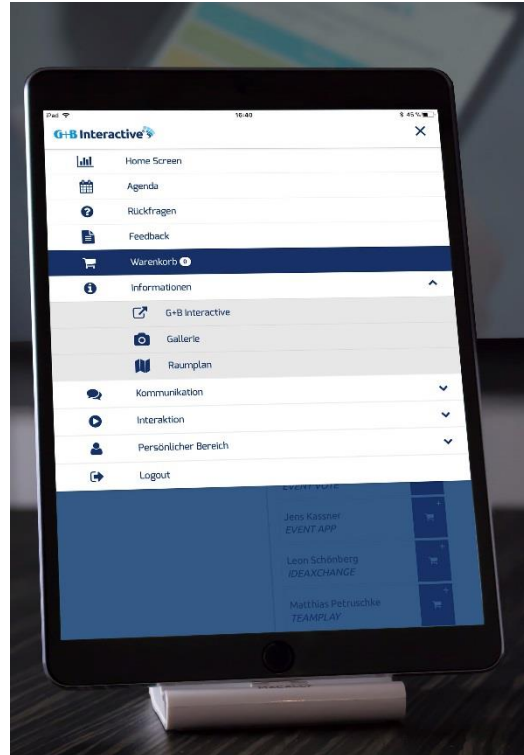 iPad 16:40 45 %
G+B Interactive
Home Screen
Agenda
Rückfragen
Feedback
Warenkorb 0
Informationen
G+B Interactive
Gallerie
Raumplan
Kommunikation
Interaktion
Persönlicher Bereich
Logout
EVENT VOTE
Jens Kassner
EVENT APP
Leon Schönberg
IDEAXCHANGE
Matthias Petruschke
TEAMPLAY